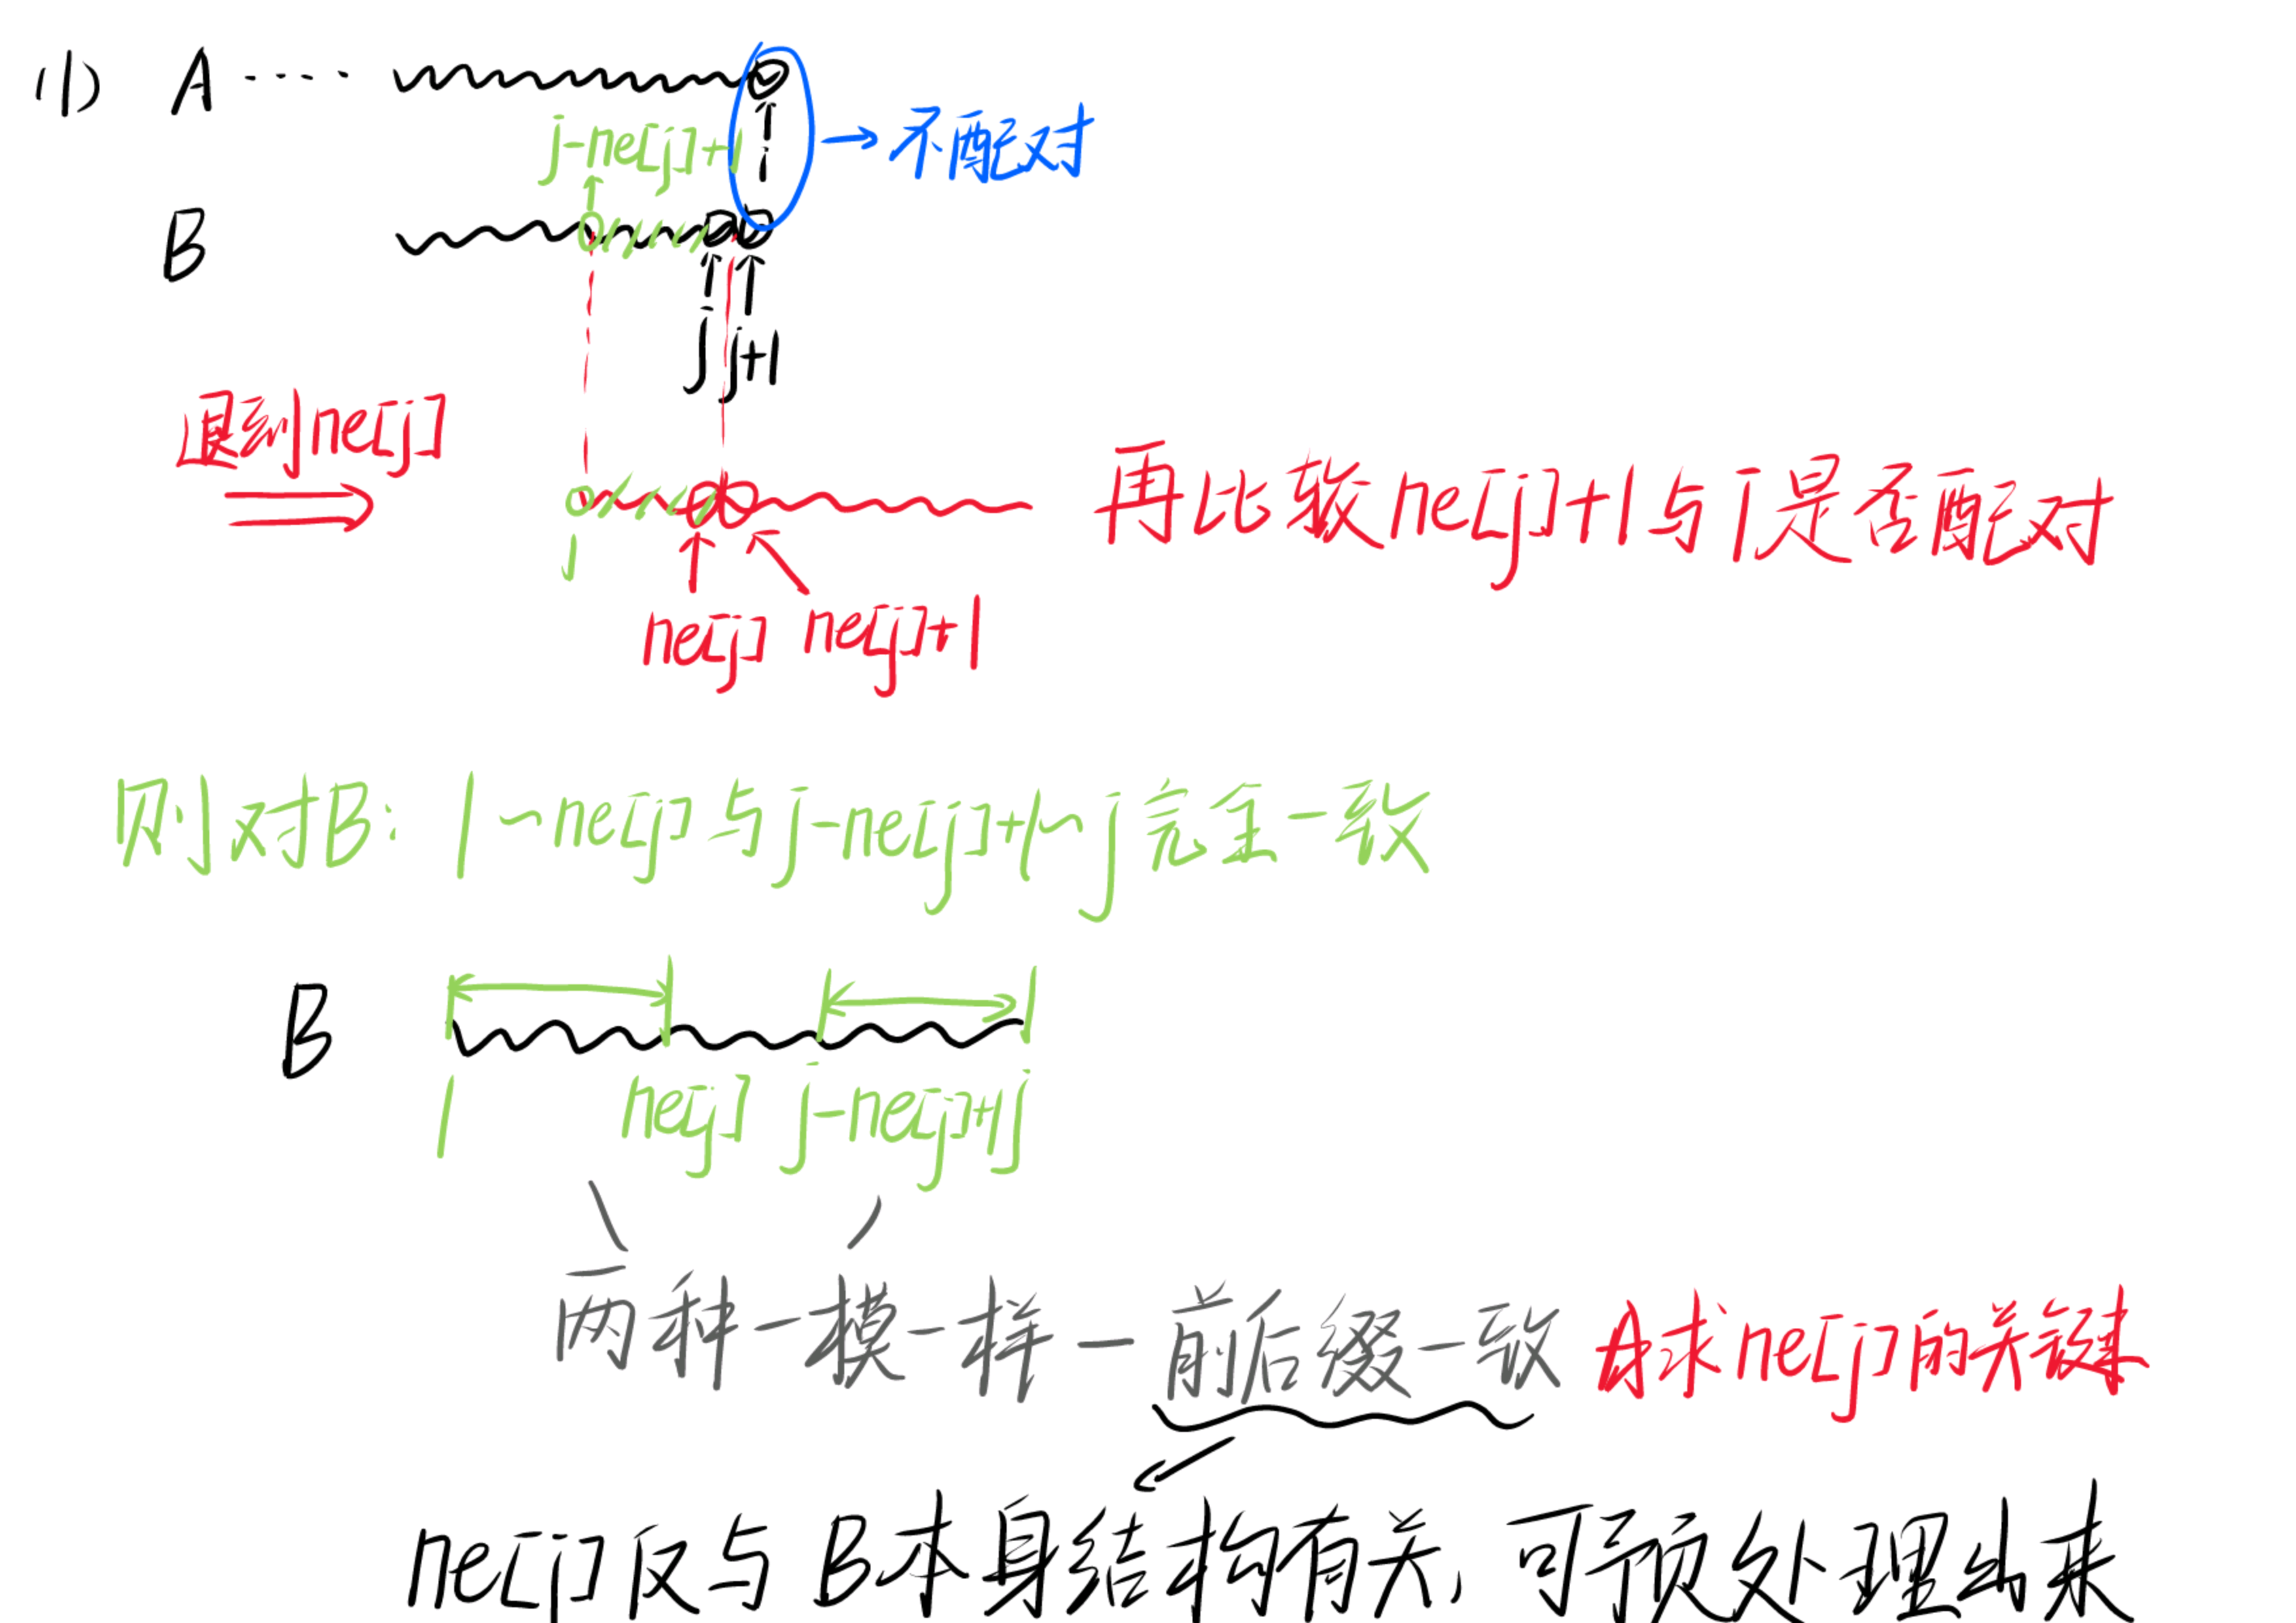 (1) A ....
j-ne[j]+1 i → 不配对
B
j j+1
退到ne[j]
再比较ne[j]+1与i是否配对
1
ne[j] ne[j]+1
则对B: 1~ne[j]与j-ne[j]+1~j完全一致
B
1 ne[j] j-ne[j]+1 j
两种一模一样—前后缀一致 求ne[j]的关键
ne[j]仅与B本身结构有关,可预处理出来